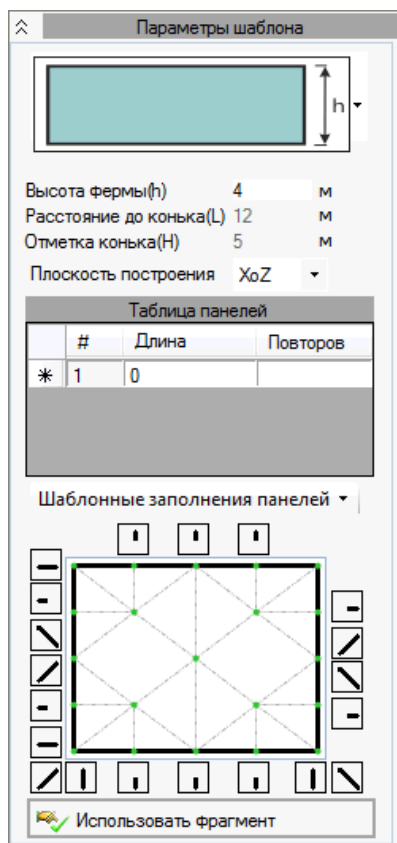 Параметры шаблона
h
Высота фермы(h) 4 м
Расстояние до конька(L) 12 м
Отметка конька(H) 5 м
Плоскость построения XoZ
Таблица панелей
# Длина Повторов
1 0
Шаблонные заполнения панелей
Использовать фрагмент